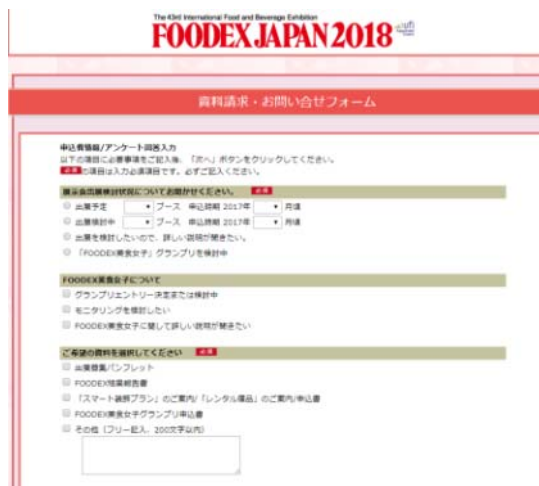 The 43rd International Food and Beverage Exhibition
FOODEX JAPAN 2018
資料請求・お問い合せフォーム
申込者情報/アンケート回答入力
以下の項目に必要事項をご記入後、「次へ」ボタンをクリックしてください。
必須 の項目は入力必須項目です。必ずご記入ください。
展示会出展検討状況についてお聞かせください。 必須
出展予定 ブース 申込時期 2017年 月頃
出展検討中 ブース 申込時期 2017年 月頃
出展を検討したいので、詳しい説明が聞きたい。
「FOODEX美食女子」グランプリを検討中
FOODEX美食女子について
グランプリエントリー決定または検討中
モニタリングを検討したい
FOODEX美食女子に関して詳しい説明が聞きたい
ご希望の資料を選択してください 必須
出展募集パンフレット
FOODEX結果報告書
「スマート装飾プラン」のご案内/「レンタル備品」のご案内/申込書
FOODEX美食女子グランプリ申込書
その他（フリー記入、200文字以内）